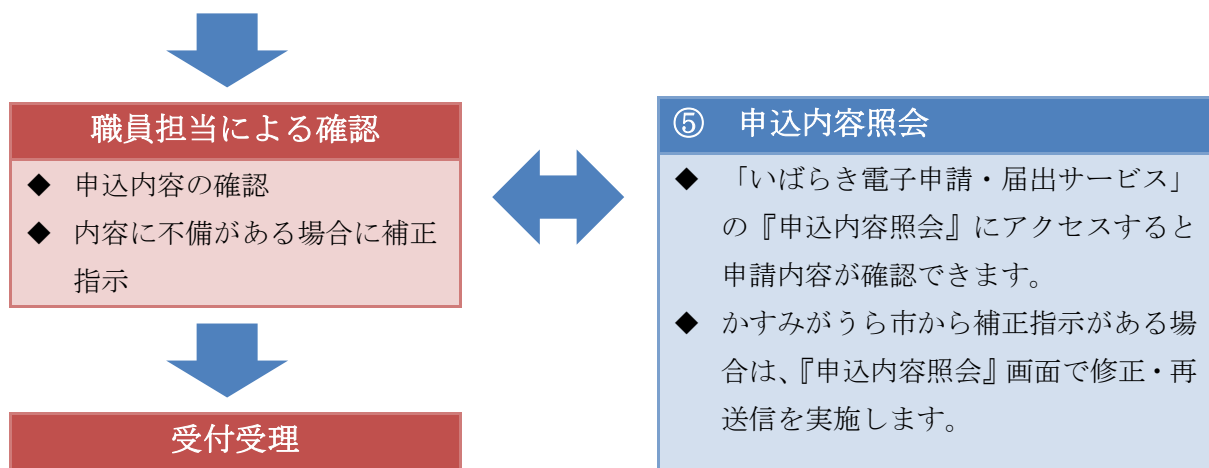 職員担当による確認
◆ 申込内容の確認
◆ 内容に不備がある場合に補正
指示
受付受理
⑤ 申込内容照会
◆ 「いばらき電子申請・届出サービス」
の『申込内容照会』にアクセスすると
申請内容が確認できます。
◆ かすみがうら市から補正指示がある場
合は、『申込内容照会』画面で修正・再
送信を実施します。